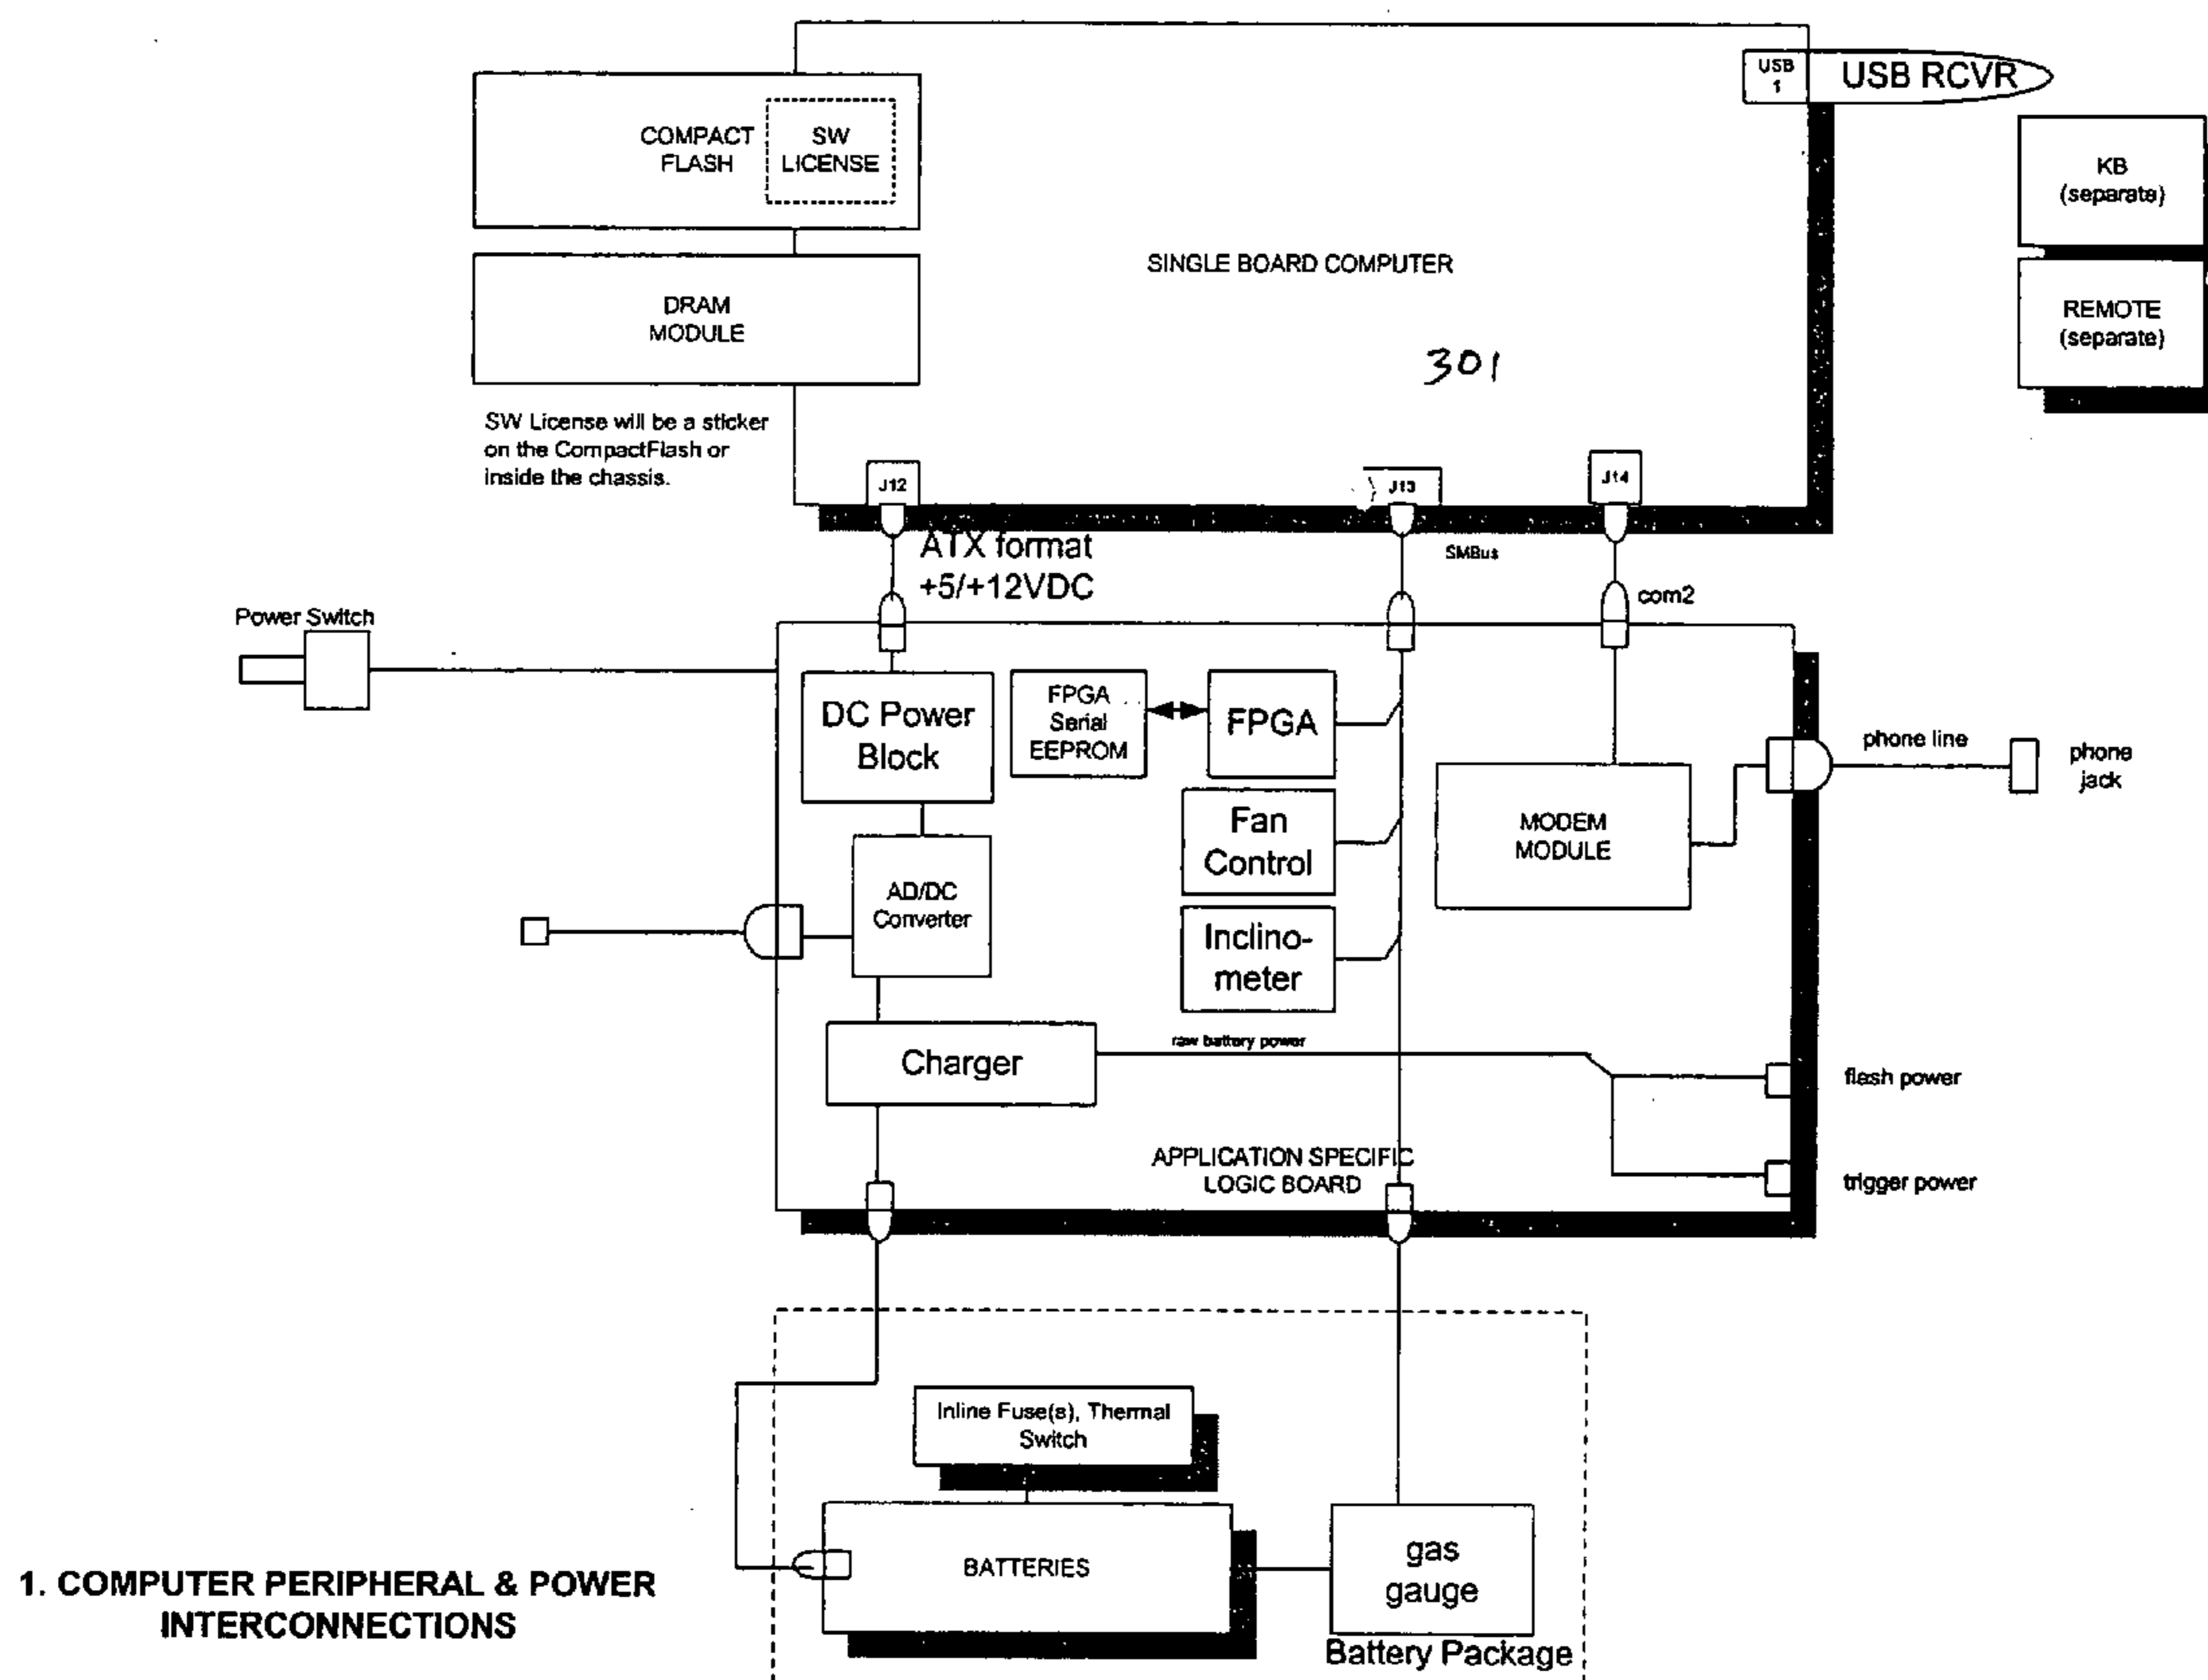 USB
1
USB RCVR
COMPACT
FLASH
SW
LICENSE
KB
(separate)
SINGLE BOARD COMPUTER
DRAM
MODULE
REMOTE
(separate)
301
SW License will be a sticker
on the CompactFlash or
inside the chassis.
J12
J13
J14
ATX format
+5/+12VDC
SMBus
com2
Power Switch
DC Power
Block
FPGA
Serial
EEPROM
FPGA
phone line
phone
jack
Fan
Control
MODEM
MODULE
AD/DC
Converter
Inclino-
meter
Charger
raw battery power
flash power
APPLICATION SPECIFIC
LOGIC BOARD
trigger power
Inline Fuse(s), Thermal
Switch
BATTERIES
gas
gauge
Battery Package
1. COMPUTER PERIPHERAL & POWER
INTERCONNECTIONS